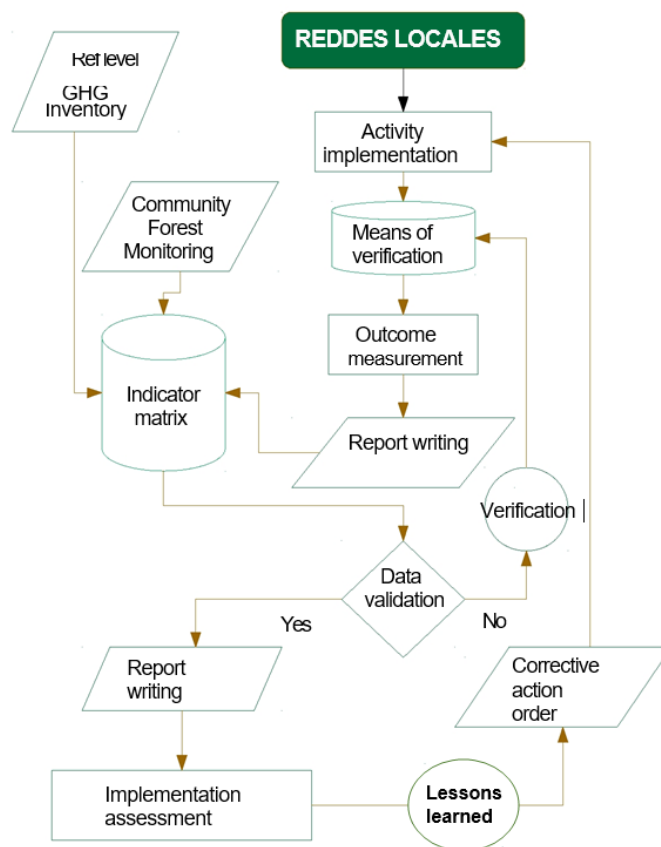 REDDES LOCALES
Ref level
GHG
Inventory
Activity
implementation
Community
Forest
Monitoring
Means of
verification
Outcome
measurement
Indicator
matrix
Report writing
Verification
Data
validation
Yes
No
Report
writing
Corrective
action
order
Implementation
assessment
Lessons
learned